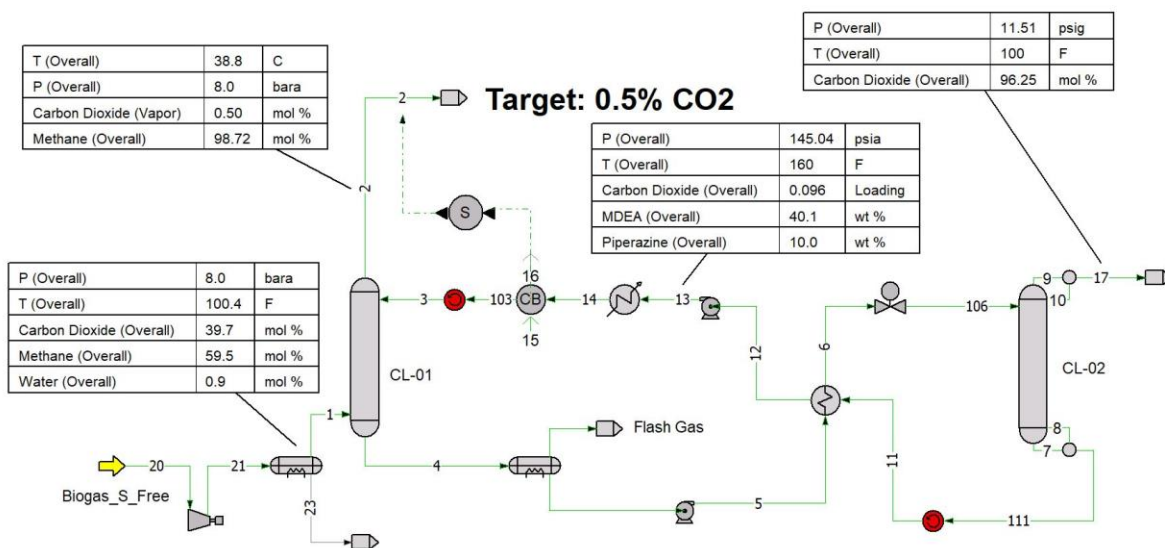 P (Overall) 11.51 psig
T (Overall) 100 F
Carbon Dioxide (Overall) 96.25 mol %
T (Overall) 38.8 C
P (Overall) 8.0 bara
Carbon Dioxide (Vapor) 0.50 mol %
Methane (Overall) 98.72 mol %
2
Target: 0.5% CO2
P (Overall) 145.04 psia
T (Overall) 160 F
Carbon Dioxide (Overall) 0.096 Loading
MDEA (Overall) 40.1 wt %
Piperazine (Overall) 10.0 wt %
2
S
P (Overall) 8.0 bara
T (Overall) 100.4 F
Carbon Dioxide (Overall) 39.7 mol %
Methane (Overall) 59.5 mol %
Water (Overall) 0.9 mol %
16
3
103
CB
14
13
15
9
17
10
106
12
6
CL-01
CL-02
1
Flash Gas
8
7
20
21
4
11
Biogas_S_Free
23
5
111